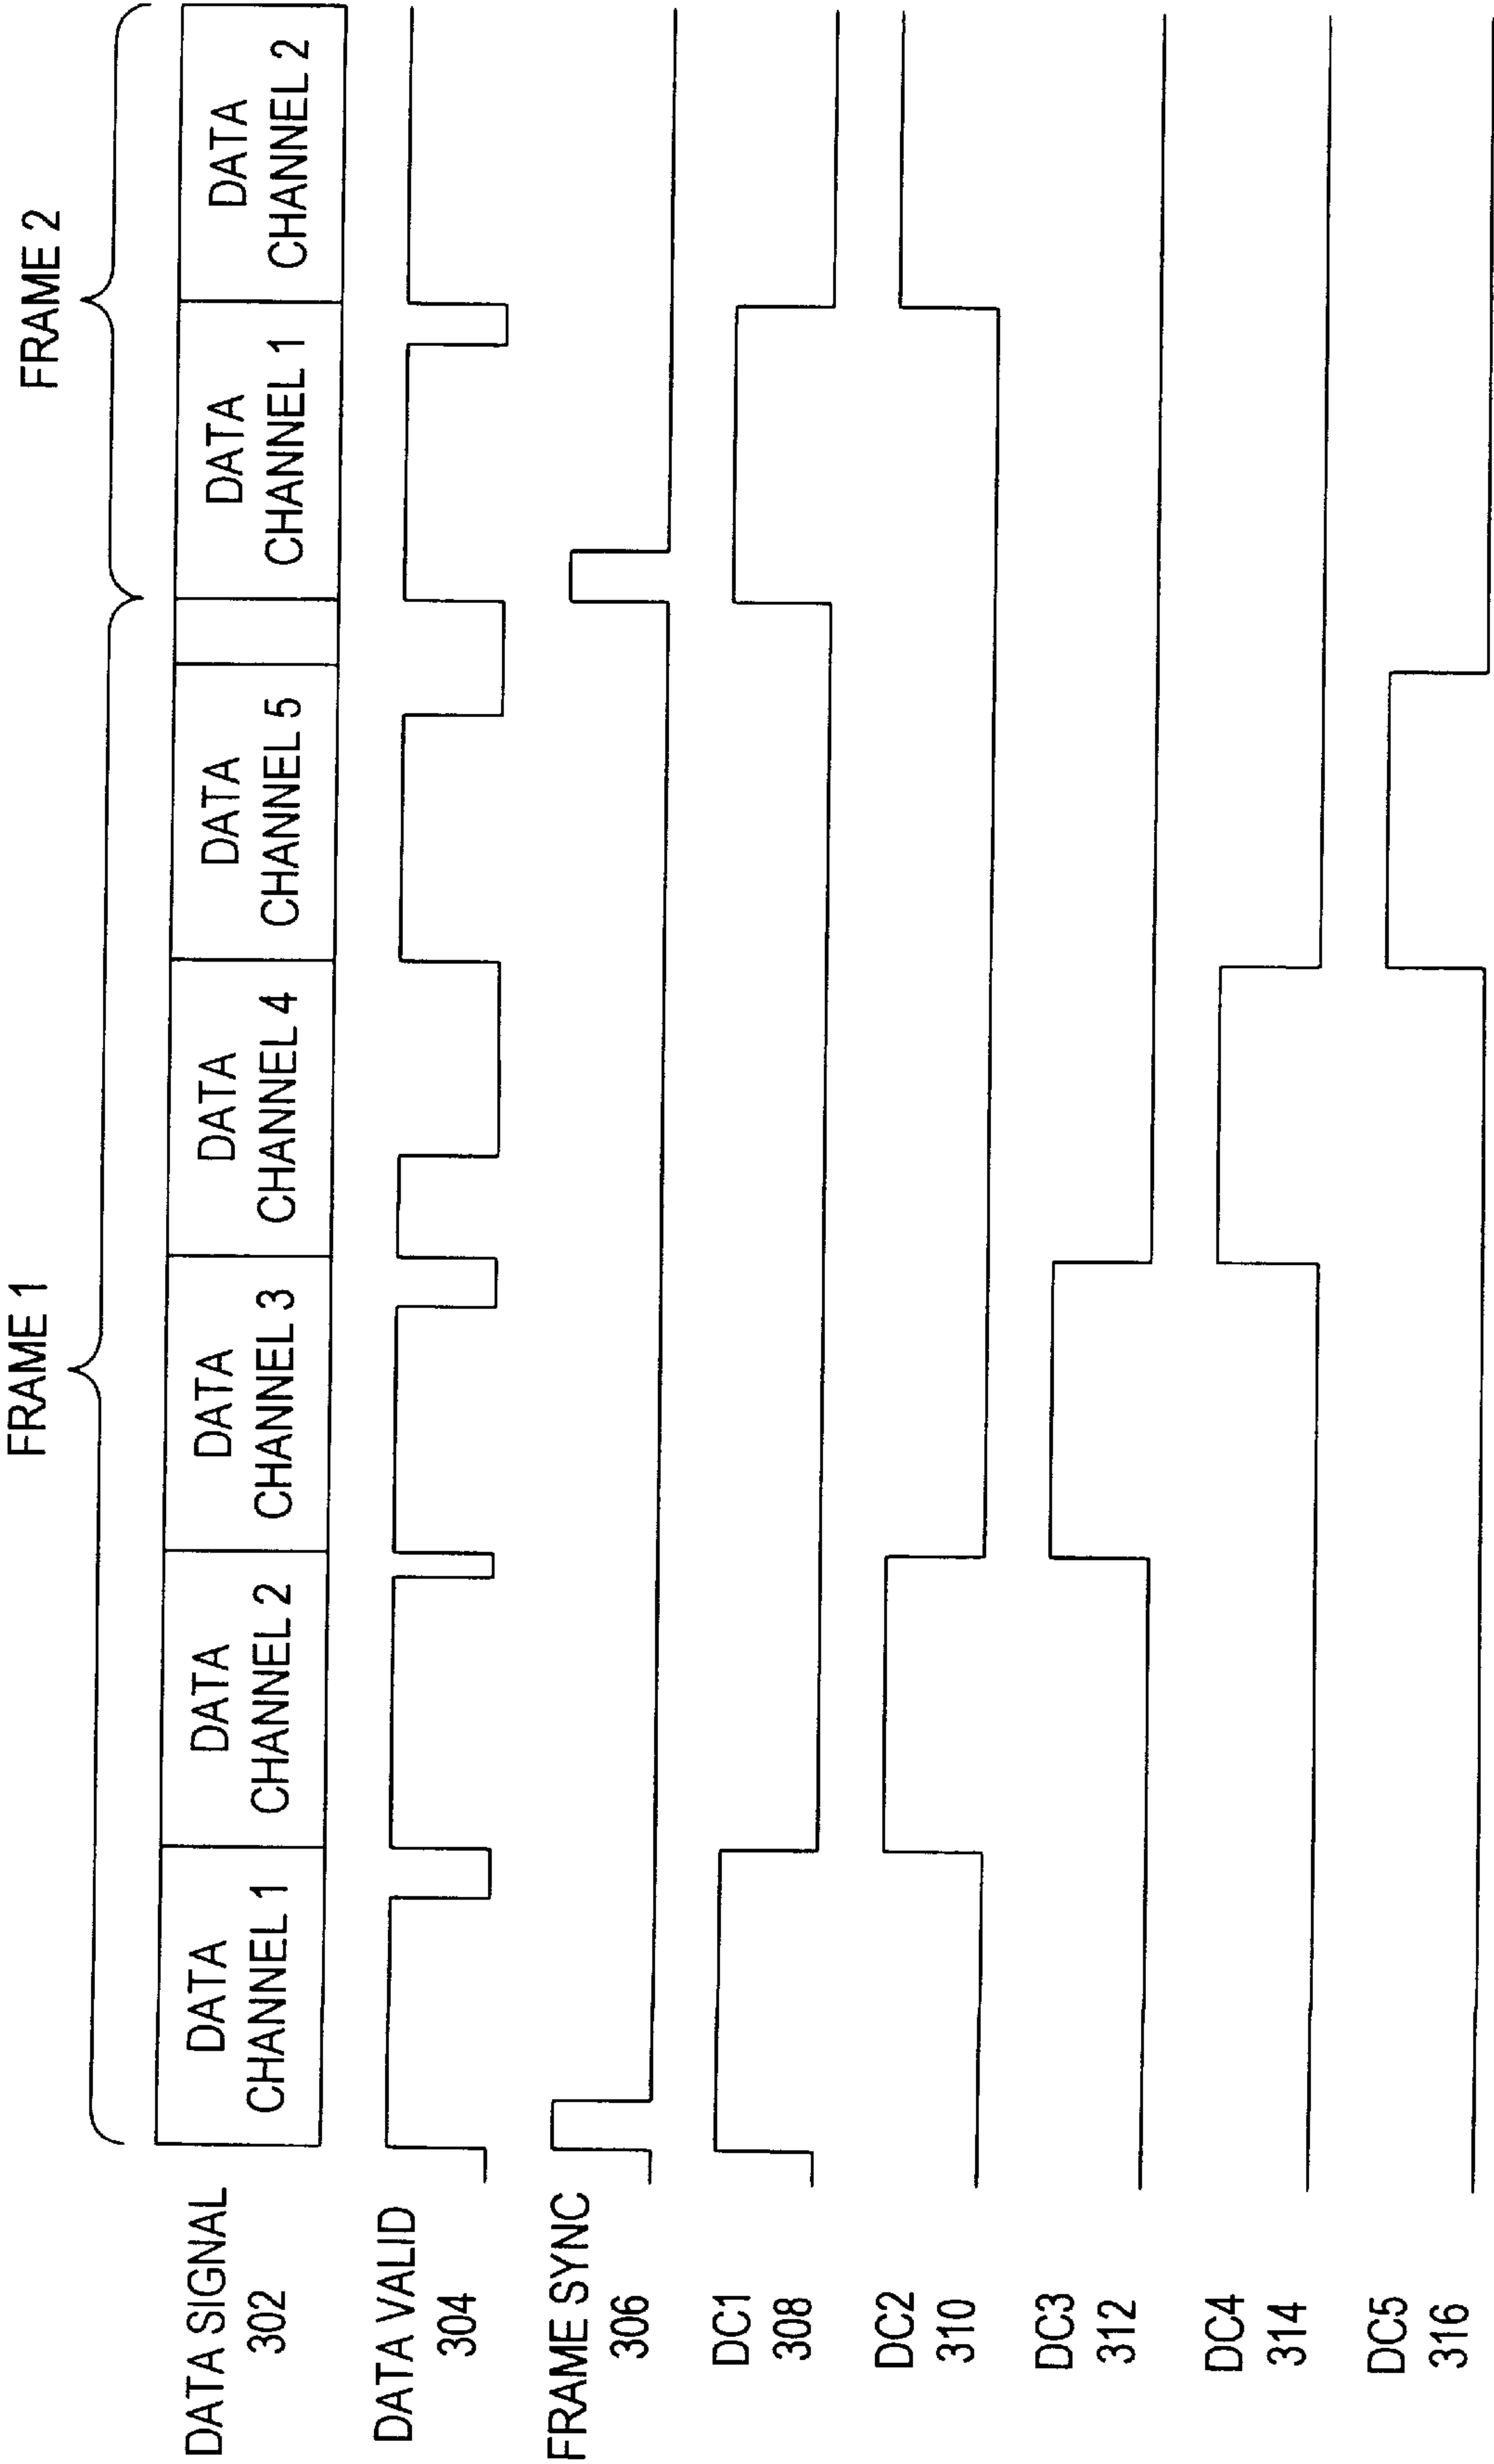 FRAME 1
FRAME 2
DATA SIGNAL
302
DATA
CHANNEL 1
DATA
CHANNEL 2
DATA
CHANNEL 3
DATA
CHANNEL 4
DATA
CHANNEL 5
DATA
CHANNEL 1
DATA
CHANNEL 2
DATA VALID
304
FRAME SYNC
306
DC1
308
DC2
310
DC3
312
DC4
314
DC5
316